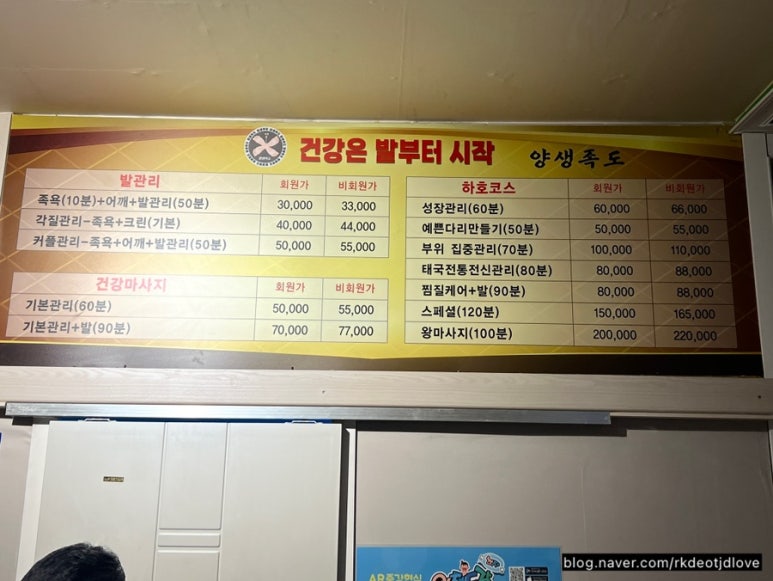 건강은 발부터 시작 양생족도
발관리 회원가 비회원가
족욕(10분)+어깨+발관리(50분) 30,000 33,000
각질관리-족욕+크린(기본) 40,000 44,000
커플관리-족욕+어깨+발관리(50분) 50,000 55,000
건강마사지 회원가 비회원가
기본관리(60분) 50,000 55,000
기본관리+발(90분) 70,000 77,000
하호코스 회원가 비회원가
성장관리(60분) 60,000 66,000
예쁜다리만들기(50분) 50,000 55,000
부위 집중관리(70분) 100,000 110,000
태국전통전신관리(80분) 80,000 88,000
찜질케어+발(90분) 80,000 88,000
스페셜(120분) 150,000 165,000
왕마사지(100분) 200,000 220,000
blog.naver.com/rkdeotjdlove